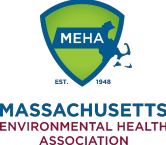 MEHA
EST. 1948
MASSACHUSETTS
ENVIRONMENTAL HEALTH
ASSOCIATION